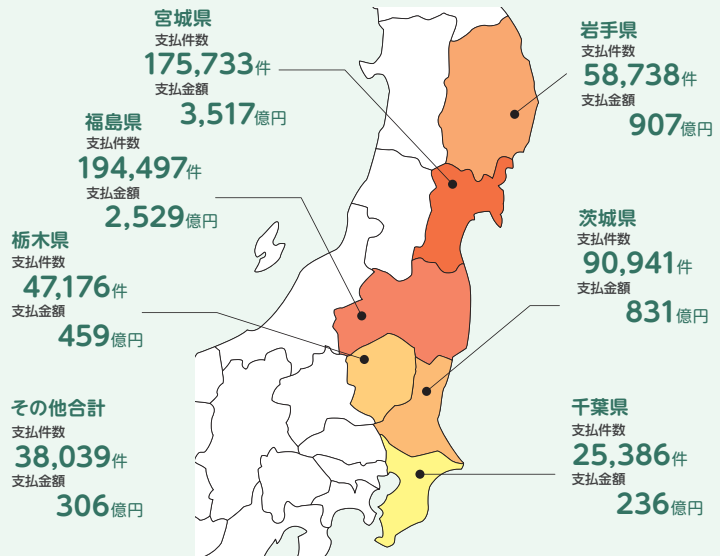 宮城県
支払件数
175,733件
支払金額
3,517億円
岩手県
支払件数
58,738件
支払金額
907億円
福島県
支払件数
194,497件
支払金額
2,529億円
茨城県
支払件数
90,941件
支払金額
831億円
栃木県
支払件数
47,176件
支払金額
459億円
その他合計
支払件数
38,039件
支払金額
306億円
千葉県
支払件数
25,386件
支払金額
236億円